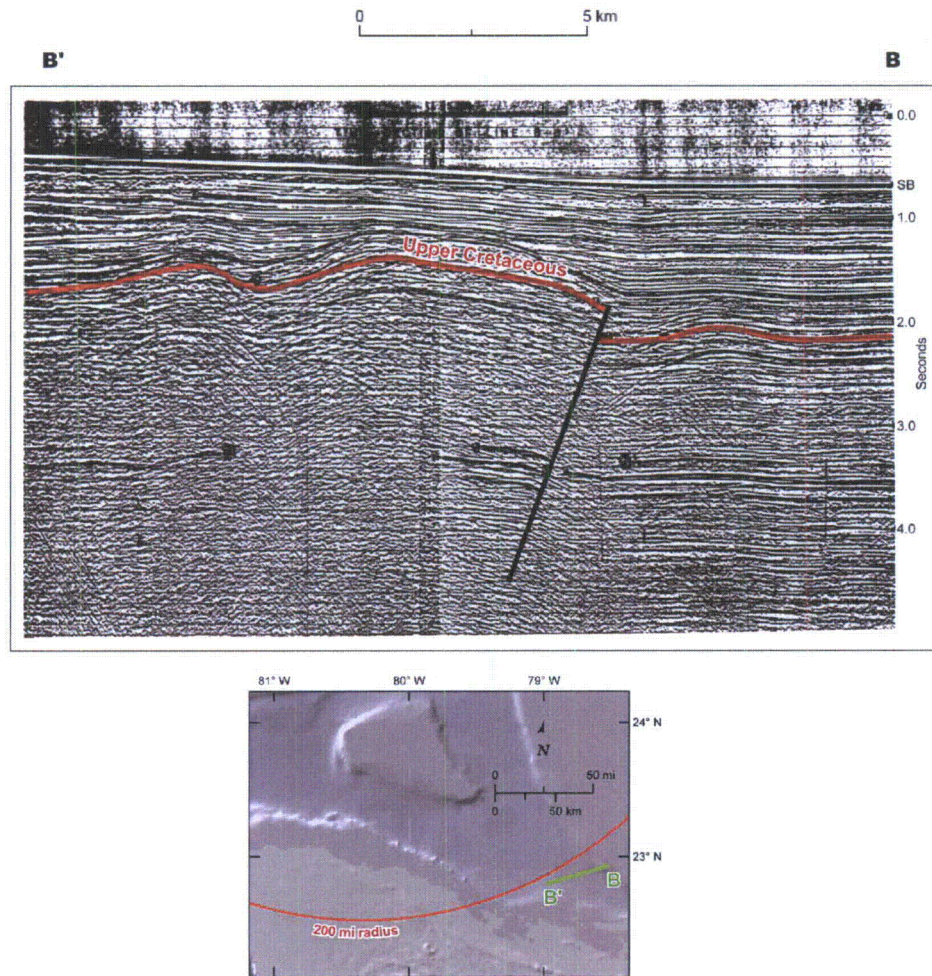 0 5 km
B' B
0.0
SB
1.0
Upper Cretaceous
2.0
Seconds
3.0
4.0
81° W 80° W 79° W
24° N
N
0 50 mi
0 50 km
23° N
B
B'
200 mi radius